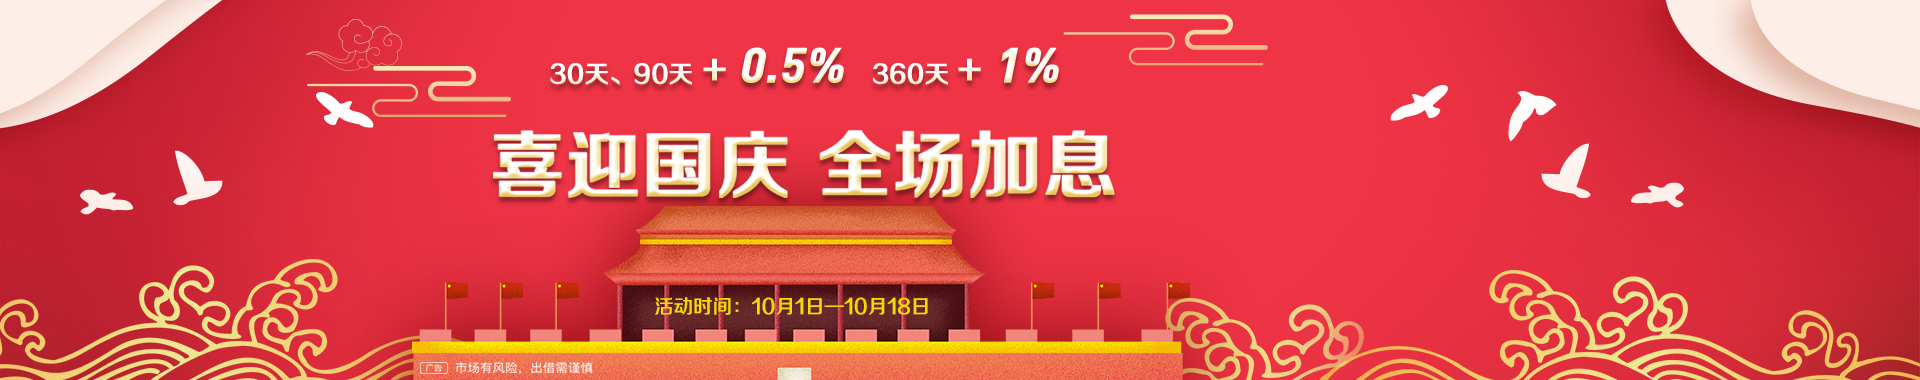 30天、90天 + 0.5% 360天 + 1%
喜迎国庆 全场加息
活动时间：10月1日—10月18日
广告 市场有风险，出借需谨慎